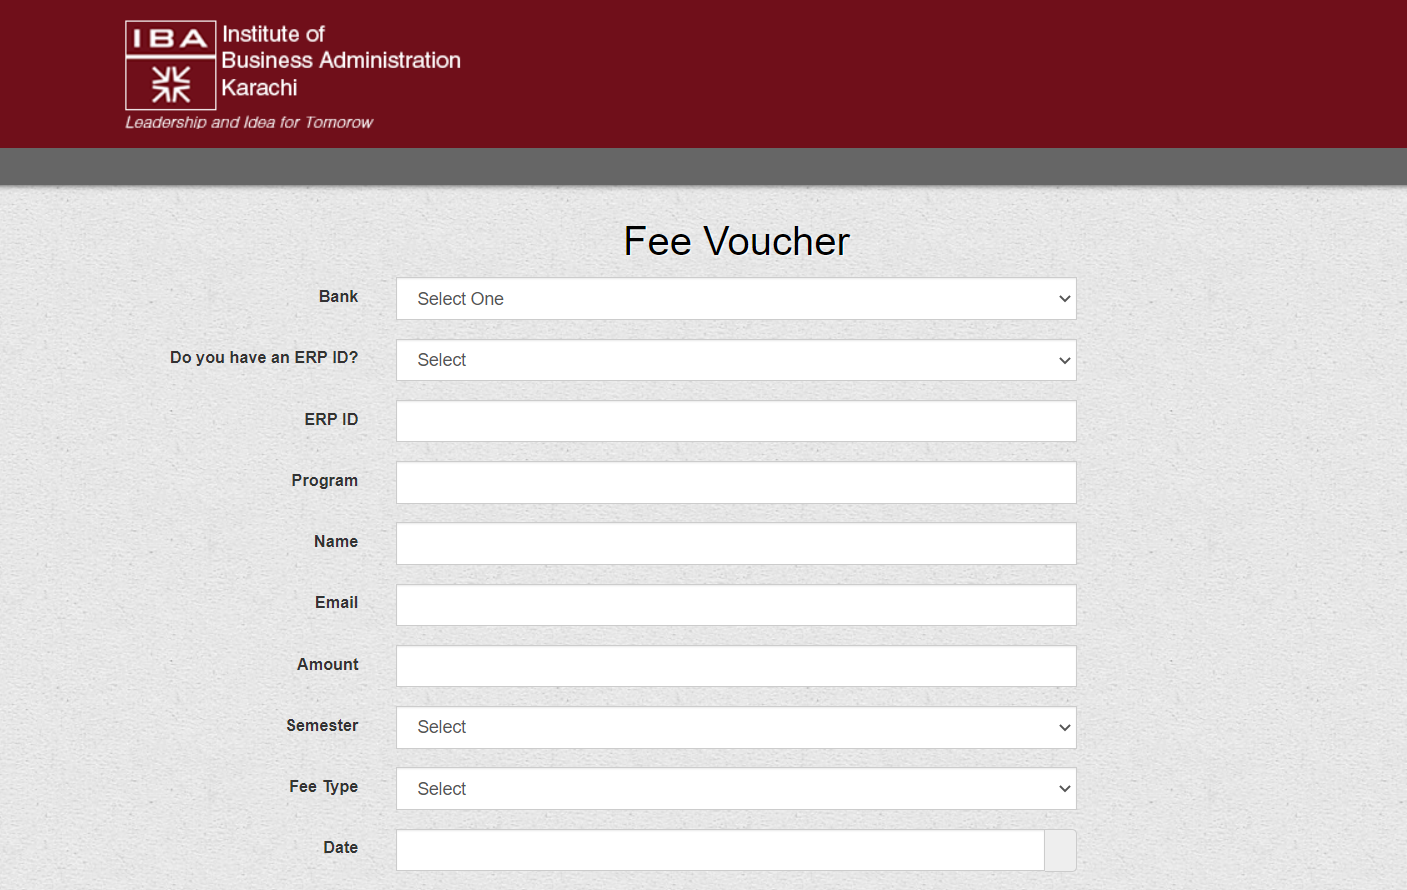 IBA
Institute of
Business Administration
Karachi
Leadership and Idea for Tomorow
Fee Voucher
Bank
Select One
Do you have an ERP ID?
Select
ERP ID
Program
Name
Email
Amount
Semester
Select
Fee Type
Select
Date